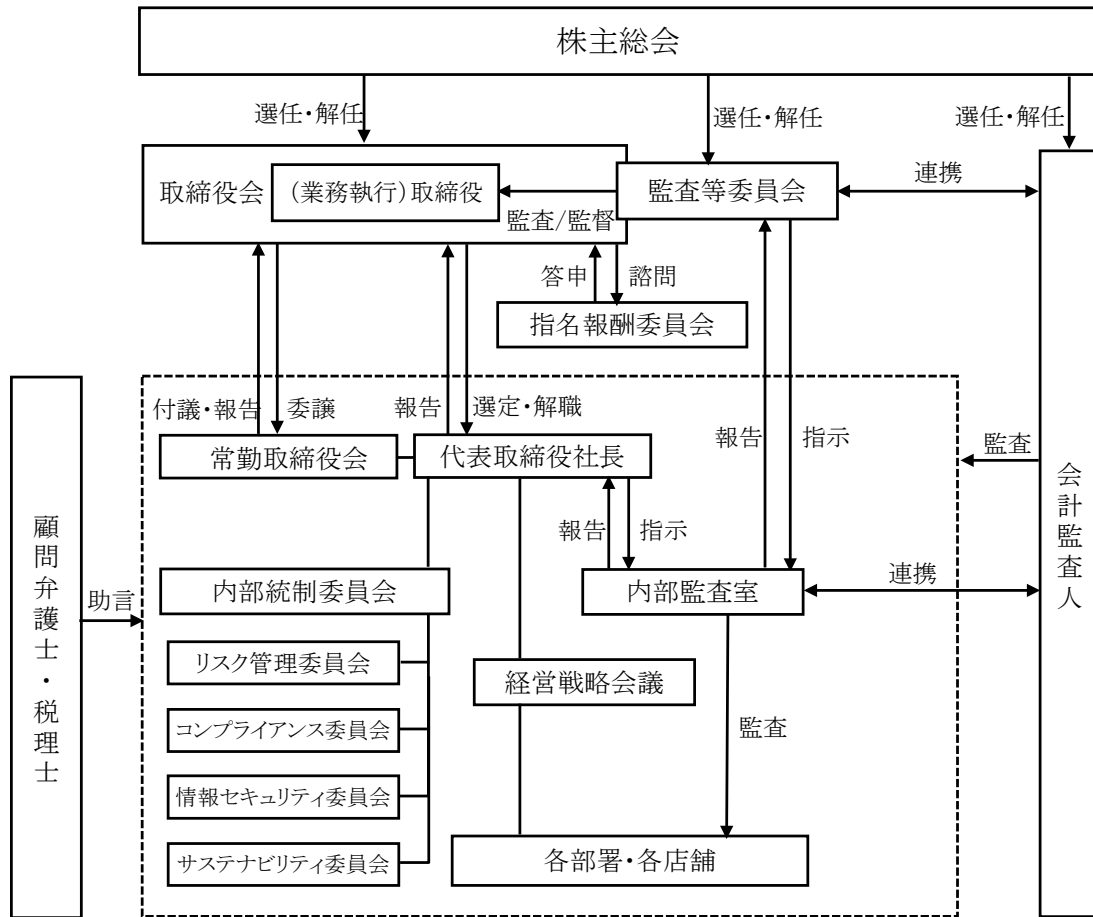 株主総会
選任・解任
選任・解任
選任・解任
取締役会
(業務執行)取締役
監査等委員会
連携
監査/監督
答申
諮問
指名報酬委員会
付議・報告
委譲
報告
選定・解職
報告
指示
監査
常勤取締役会
代表取締役社長
報告
指示
会計監査人
顧問弁護士・税理士
助言
内部統制委員会
内部監査室
連携
リスク管理委員会
経営戦略会議
コンプライアンス委員会
監査
情報セキュリティ委員会
サステナビリティ委員会
各部署・各店舗